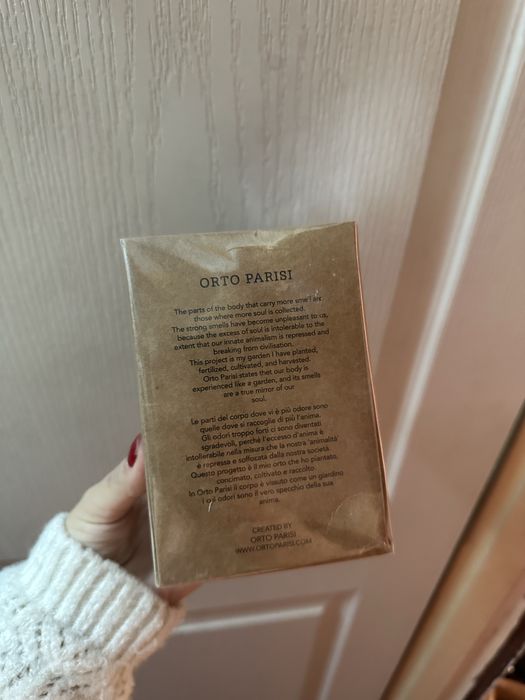 ORTO PARISI
The parts of the body that carry more smell are
those where more soul is collected.
The strong smells have become unpleasant to us,
because the excess of soul is intolerable to the
extent that our innate animalism is repressed and
breaking from civilisation.
This project is my garden I have planted,
fertilized, cultivated, and harvested.
Orto Parisi states thet our body is
experienced like a garden, and its smells
are a true mirror of our
soul.
Le parti del corpo dove vi è più odore sono
quelle dove si raccoglie di più l'anima.
Gli odori troppo forti ci sono diventati
sgradevoli, perchè l'eccesso d'anima è
intollerabile nella misura che la nostra 'animalità'
è repressa e soffocata dalla nostra società.
Questo progetto è il mio orto che ho piantato,
concimato, coltivato e raccolto
In Orto Parisi il corpo è vissuto come un giardino
i cui odori sono il vero specchio della sua
anima.
CREATED BY
ORTO PARISI
WWW.ORTOPARISI.COM